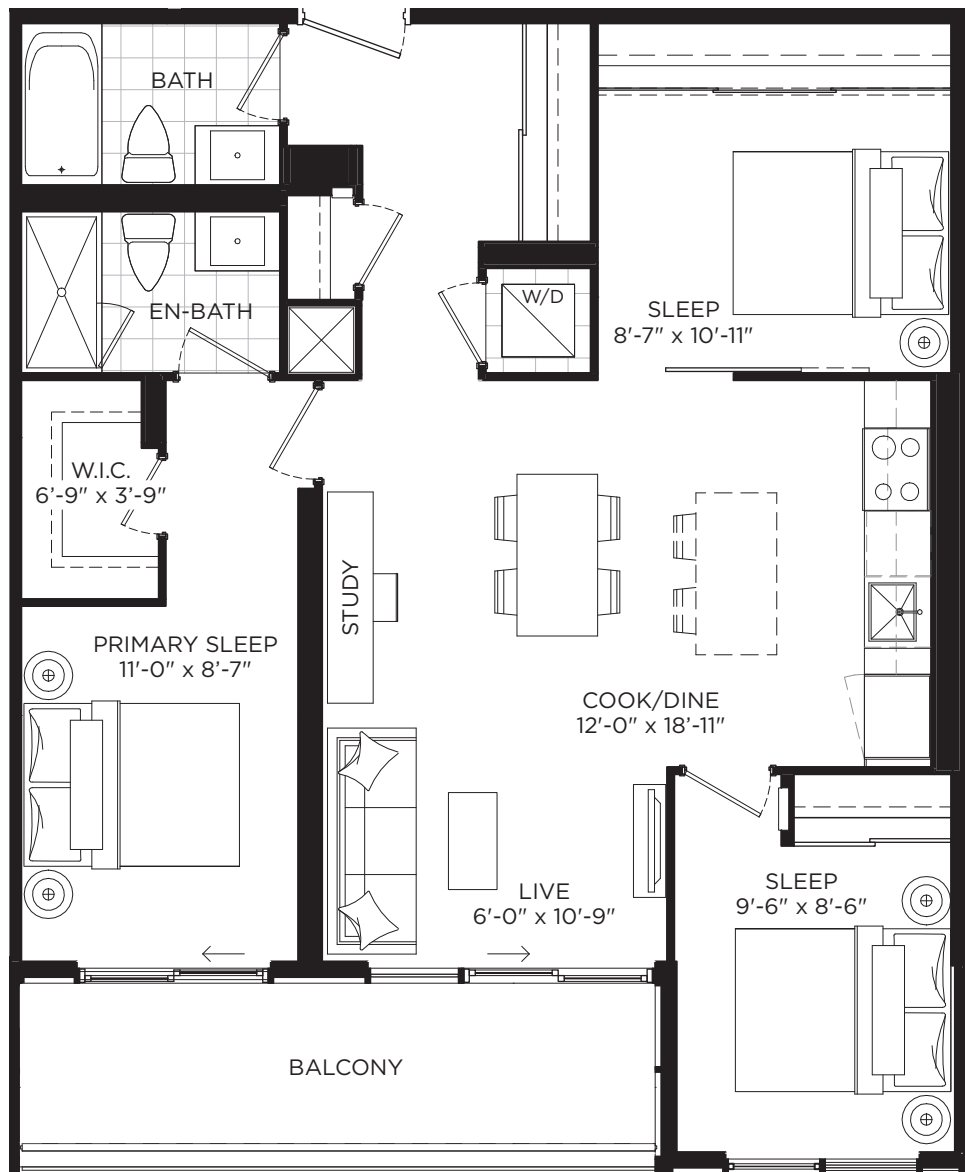 BATH
EN-BATH
W/D
SLEEP
8'-7" x 10'-11"
W.I.C.
6'-9" x 3'-9"
STUDY
PRIMARY SLEEP
11'-0" x 8'-7"
COOK/DINE
12'-0" x 18'-11"
LIVE
6'-0" x 10'-9"
SLEEP
9'-6" x 8'-6"
BALCONY